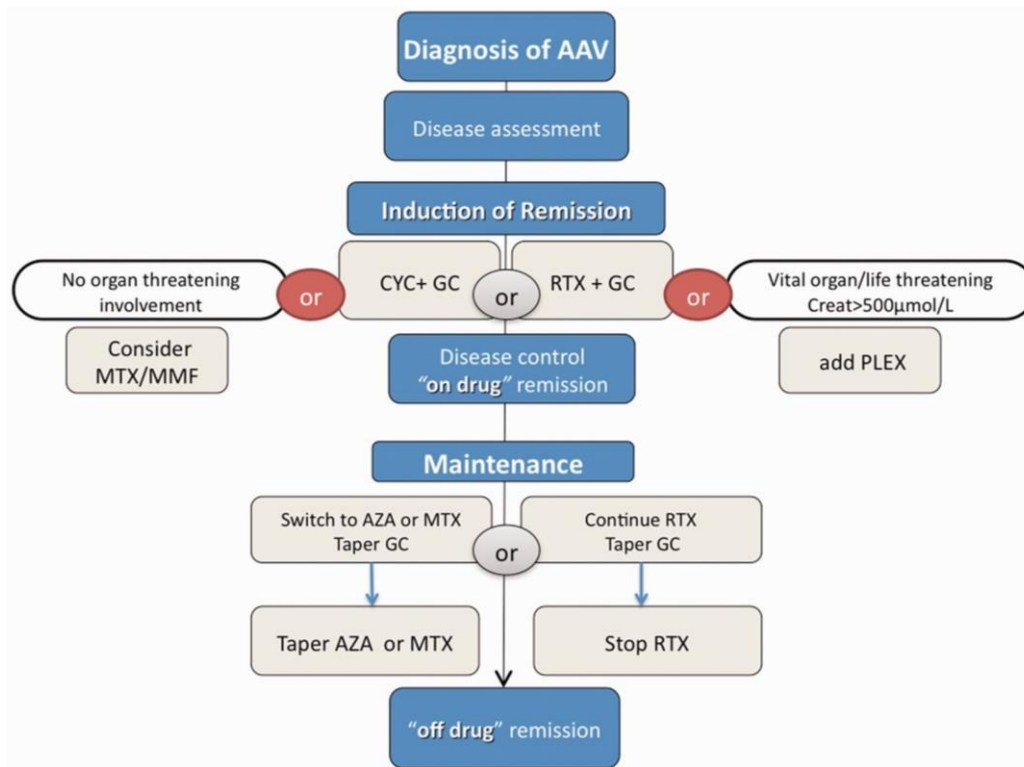 Diagnosis of AAV
Disease assessment
Induction of Remission
No organ threatening
involvement
or
CYC+ GC
or
RTX + GC
or
Vital organ/life threatening
Creat>500µmol/L
Consider
MTX/MMF
Disease control
“on drug” remission
add PLEX
Maintenance
Switch to AZA or MTX
Taper GC
or
Continue RTX
Taper GC
Taper AZA or MTX
Stop RTX
“off drug” remission